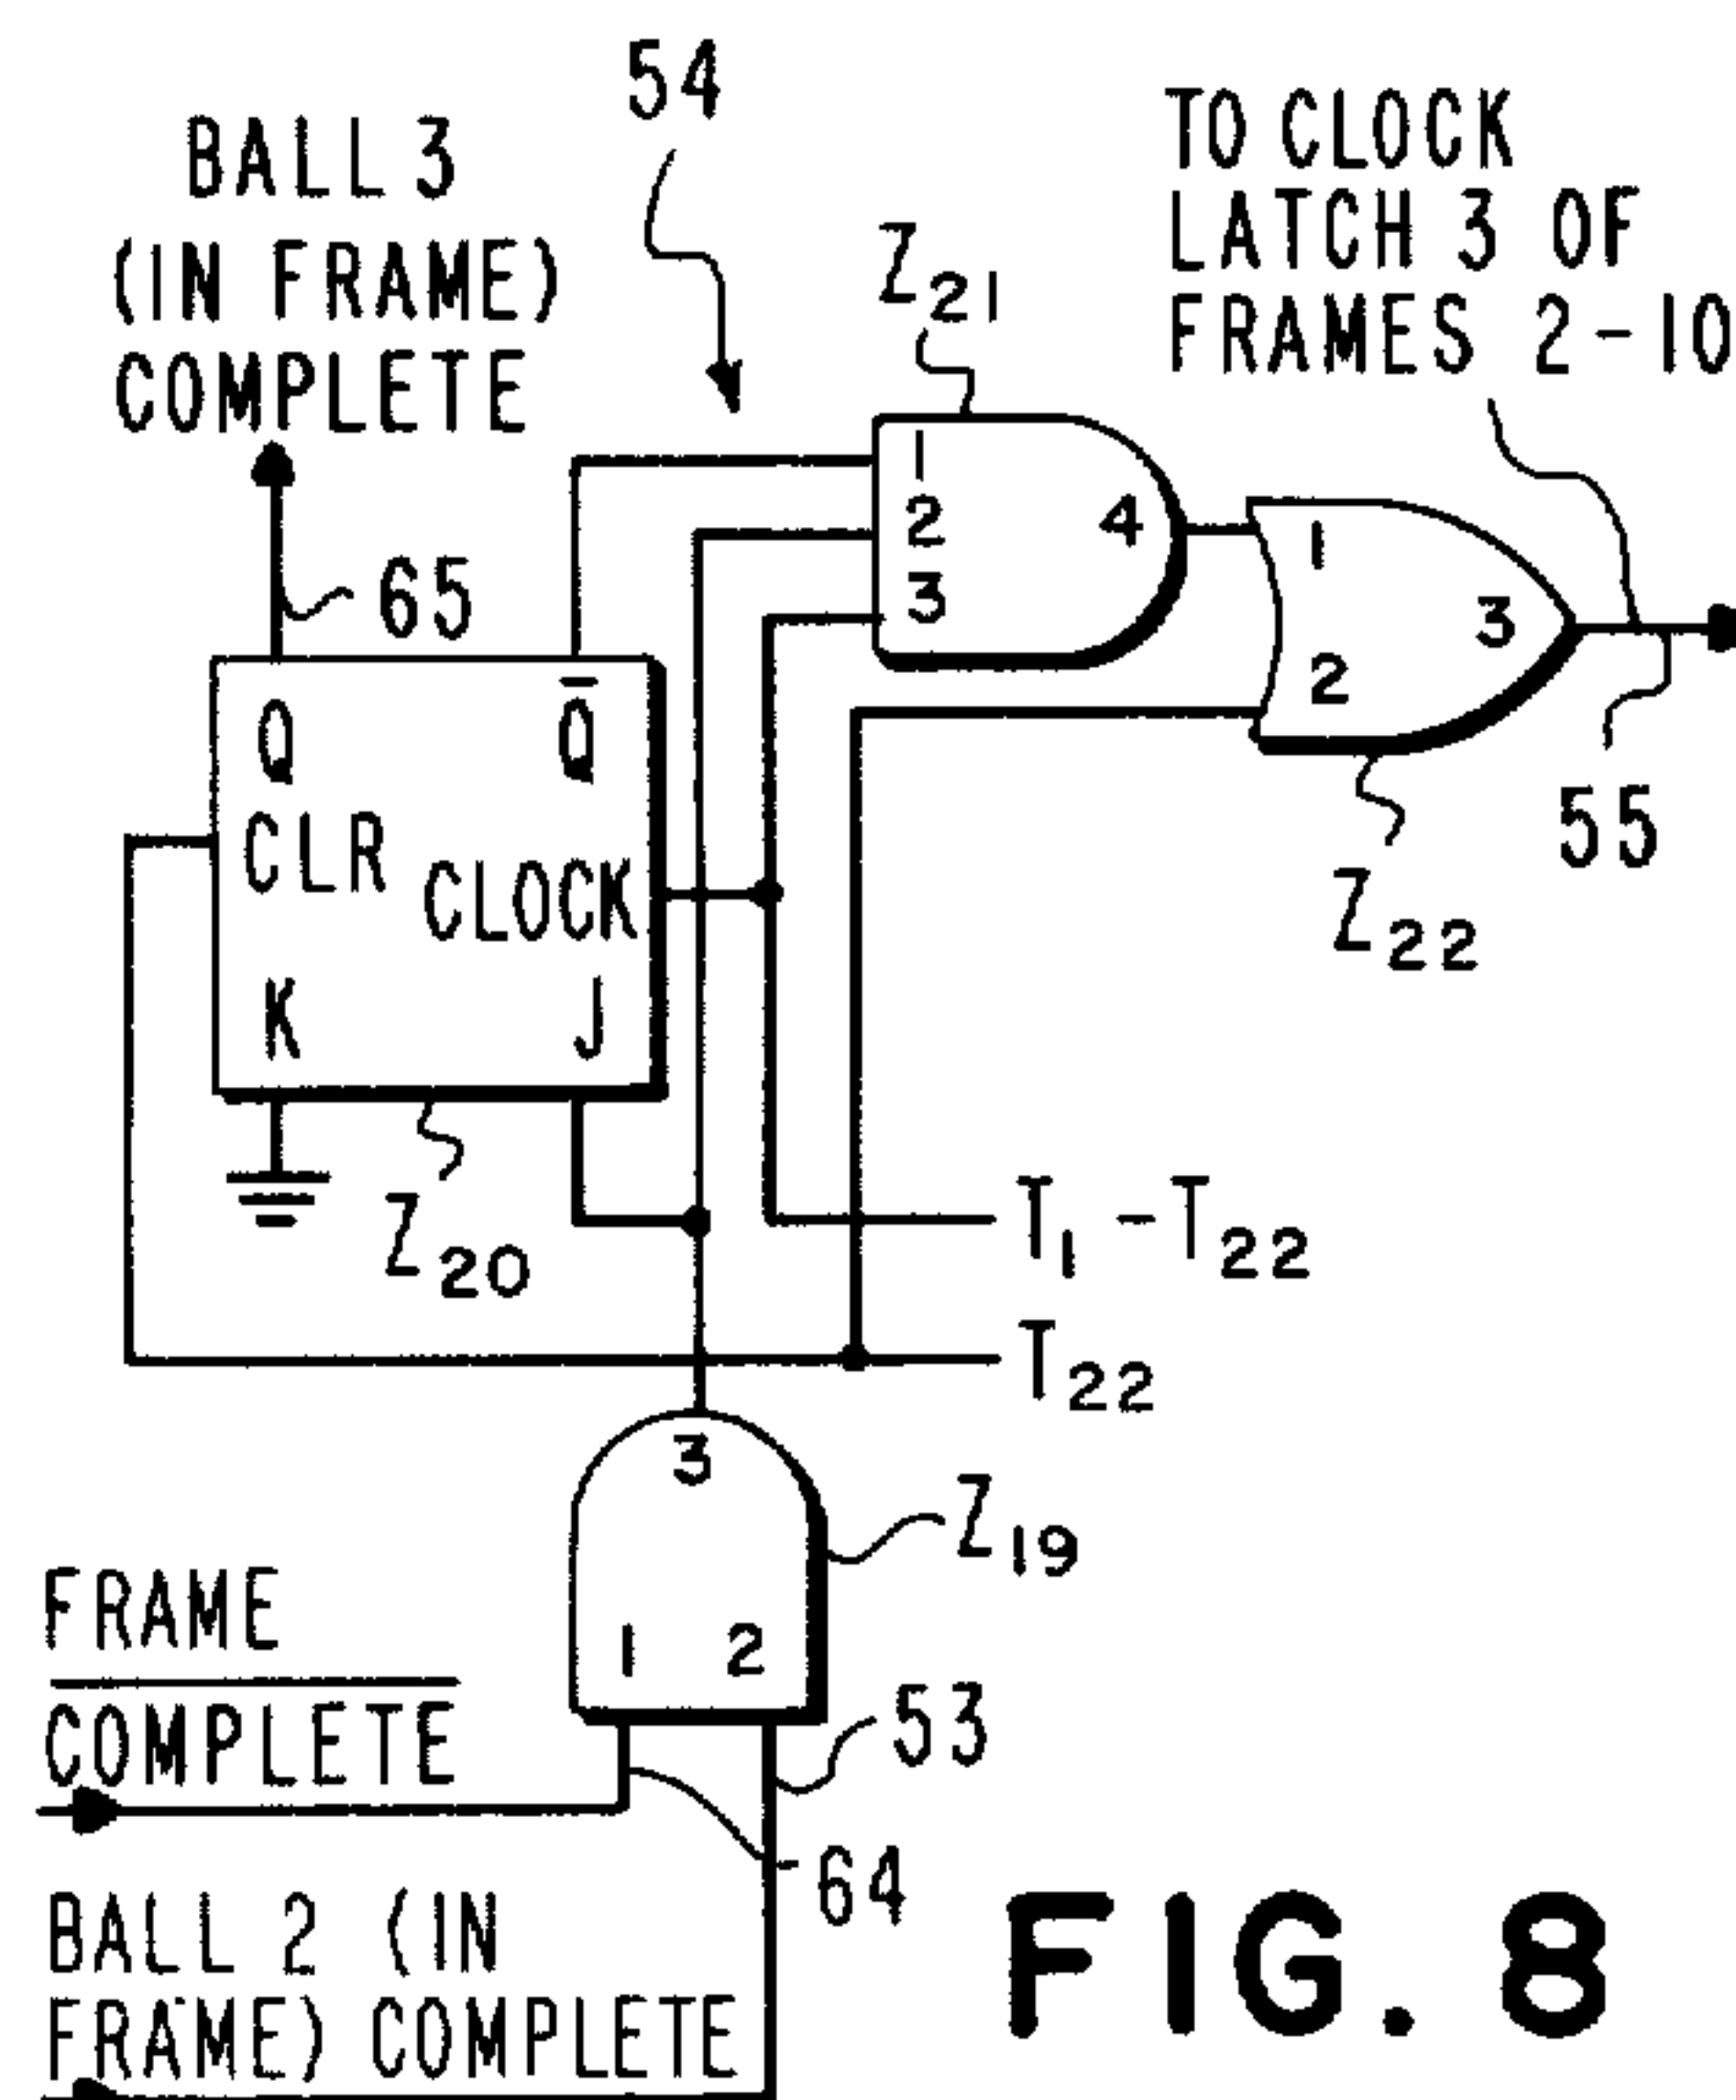 54
BALL 3
(IN FRAME)
COMPLETE
TO CLOCK
LATCH 3 OF
FRAMES 2-10
Z21
1
2
3
4
1
2
3
65
Q
Q̅
CLR
CLOCK
K
J
55
Z22
Z20
T1-T22
T22
3
1
2
Z19
FRAME
COMPLETE
53
64
BALL 2 (IN
FRAME) COMPLETE
FIG. 8